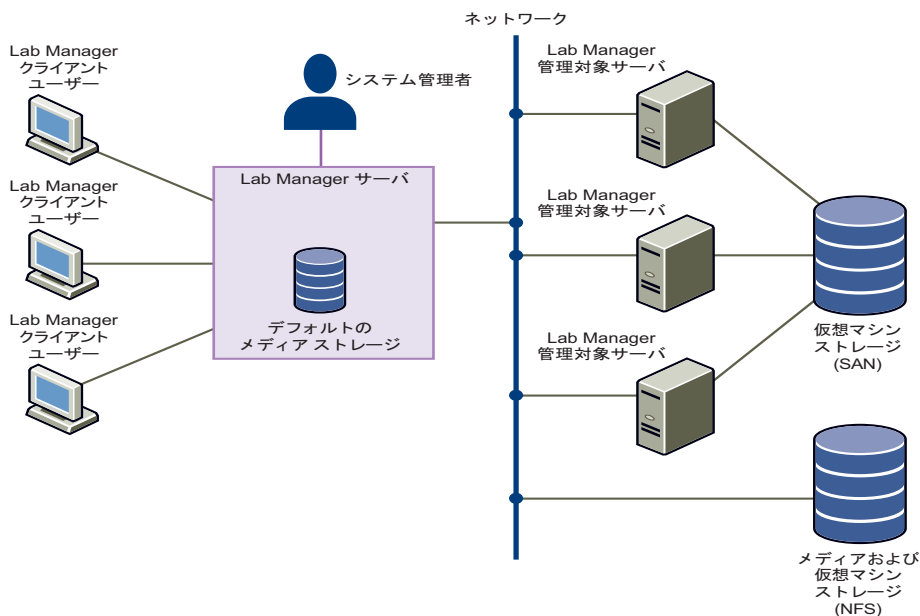 ネットワーク
Lab Manager
クライアント
ユーザー
システム管理者
Lab Manager
管理対象サーバ
Lab Manager サーバ
Lab Manager
クライアント
ユーザー
Lab Manager
管理対象サーバ
デフォルトの
メディア ストレージ
Lab Manager
クライアント
ユーザー
Lab Manager
管理対象サーバ
仮想マシン
ストレージ
(SAN)
メディアおよび
仮想マシン
ストレージ
(NFS)